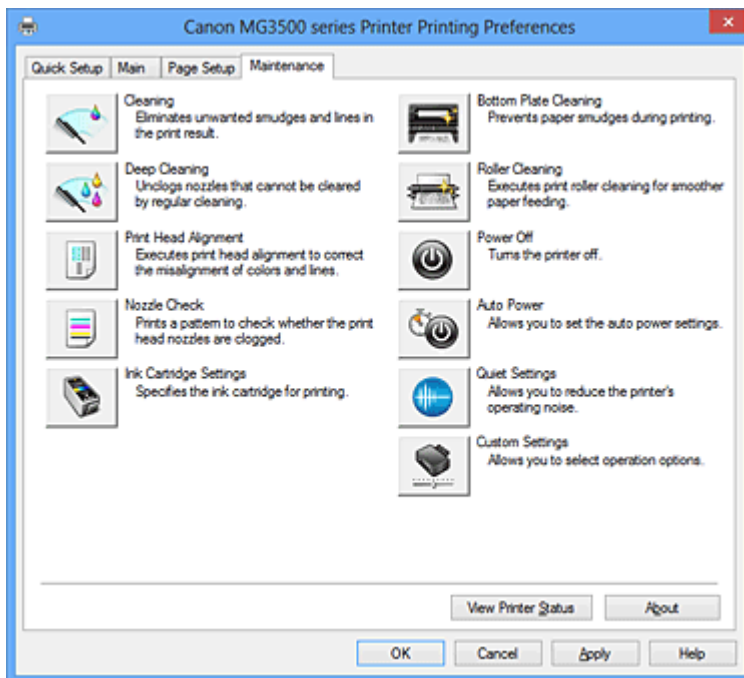 Canon MG3500 series Printer Printing Preferences
Quick Setup
Main
Page Setup
Maintenance
Cleaning
Eliminates unwanted smudges and lines in
the print result.
Deep Cleaning
Unclogs nozzles that cannot be cleared
by regular cleaning.
Print Head Alignment
Executes print head alignment to correct
the misalignment of colors and lines.
Nozzle Check
Prints a pattern to check whether the print
head nozzles are clogged.
Ink Cartridge Settings
Specifies the ink cartridge for printing.
Bottom Plate Cleaning
Prevents paper smudges during printing.
Roller Cleaning
Executes print roller cleaning for smoother
paper feeding.
Power Off
Turns the printer off.
Auto Power
Allows you to set the auto power settings.
Quiet Settings
Allows you to reduce the printer's
operating noise.
Custom Settings
Allows you to select operation options.
View Printer Status
About
OK
Cancel
Apply
Help